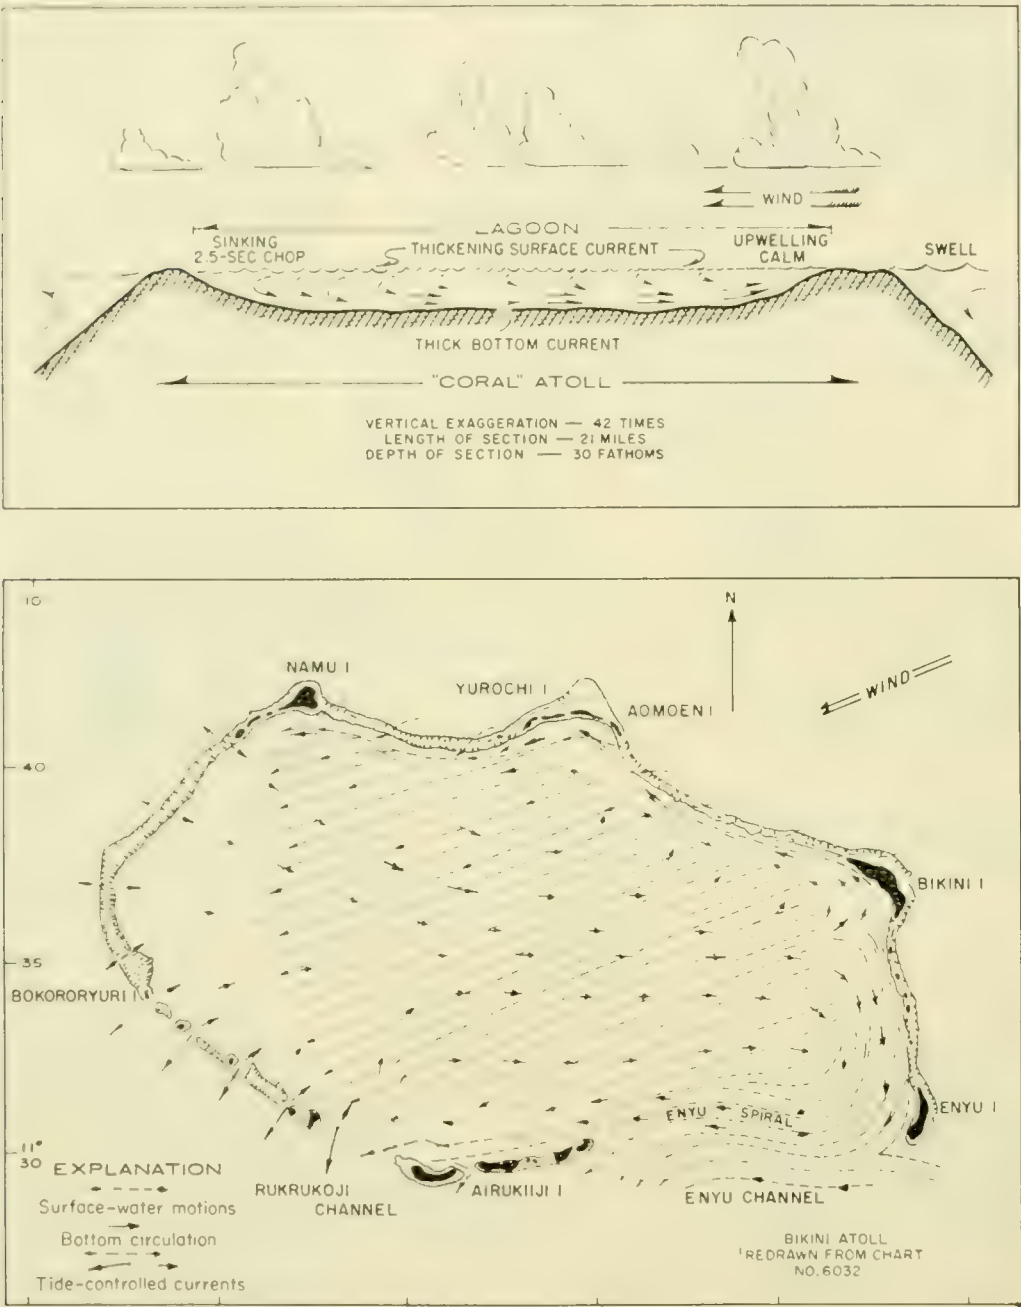 WIND
LAGOON
SINKING
2.5-SEC CHOP
THICKENING SURFACE CURRENT
UPWELLING
CALM
SWELL
THICK BOTTOM CURRENT
"CORAL" ATOLL
VERTICAL EXAGGERATION — 42 TIMES
LENGTH OF SECTION — 21 MILES
DEPTH OF SECTION — 30 FATHOMS
10
N
NAMU I
YUROCHI I
AOMOEN I
WIND
40
BIKINI I
35
BOKORORYURI I
ENYU SPIRAL
ENYU I
11°
30
EXPLANATION
Surface-water motions
Bottom circulation
Tide-controlled currents
RUKRUKOJI
CHANNEL
AIRUKIIJI I
ENYU CHANNEL
BIKINI ATOLL
REDRAWN FROM CHART
NO. 6032